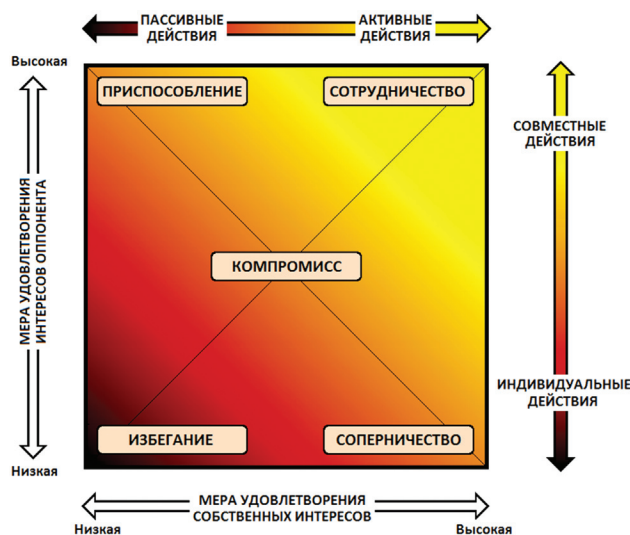 ПАССИВНЫЕ
ДЕЙСТВИЯ
АКТИВНЫЕ
ДЕЙСТВИЯ
Высокая
ПРИСПОСОБЛЕНИЕ
СОТРУДНИЧЕСТВО
СОВМЕСТНЫЕ
ДЕЙСТВИЯ
МЕРА УДОВЛЕТВОРЕНИЯ
ИНТЕРЕСОВ ОППОНЕНТА
КОМПРОМИСС
ИНДИВИДУАЛЬНЫЕ
ДЕЙСТВИЯ
ИЗБЕГАНИЕ
СОПЕРНИЧЕСТВО
Низкая
МЕРА УДОВЛЕТВОРЕНИЯ
СОБСТВЕННЫХ ИНТЕРЕСОВ
Низкая
Высокая